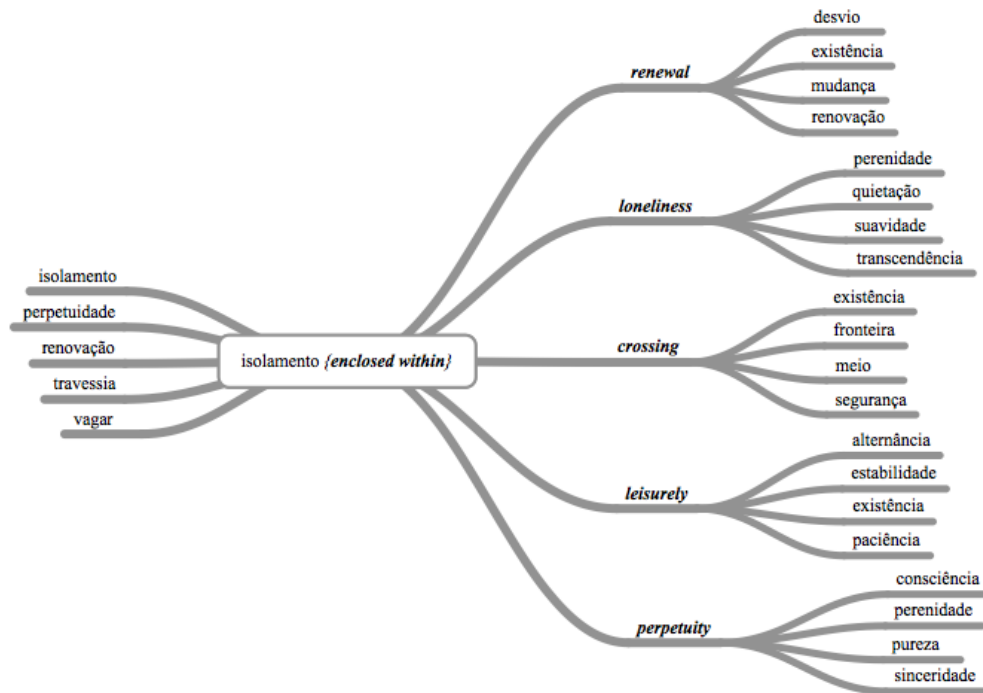 isolamento
perpetuidade
renovação
travessia
vagar
isolamento {enclosed within}
renewal
desvio
existência
mudança
renovação
loneliness
perenidade
quietação
suavidade
transcendência
crossing
existência
fronteira
meio
segurança
leisurely
alternância
estabilidade
existência
paciência
perpetuity
consciência
perenidade
pureza
sinceridade